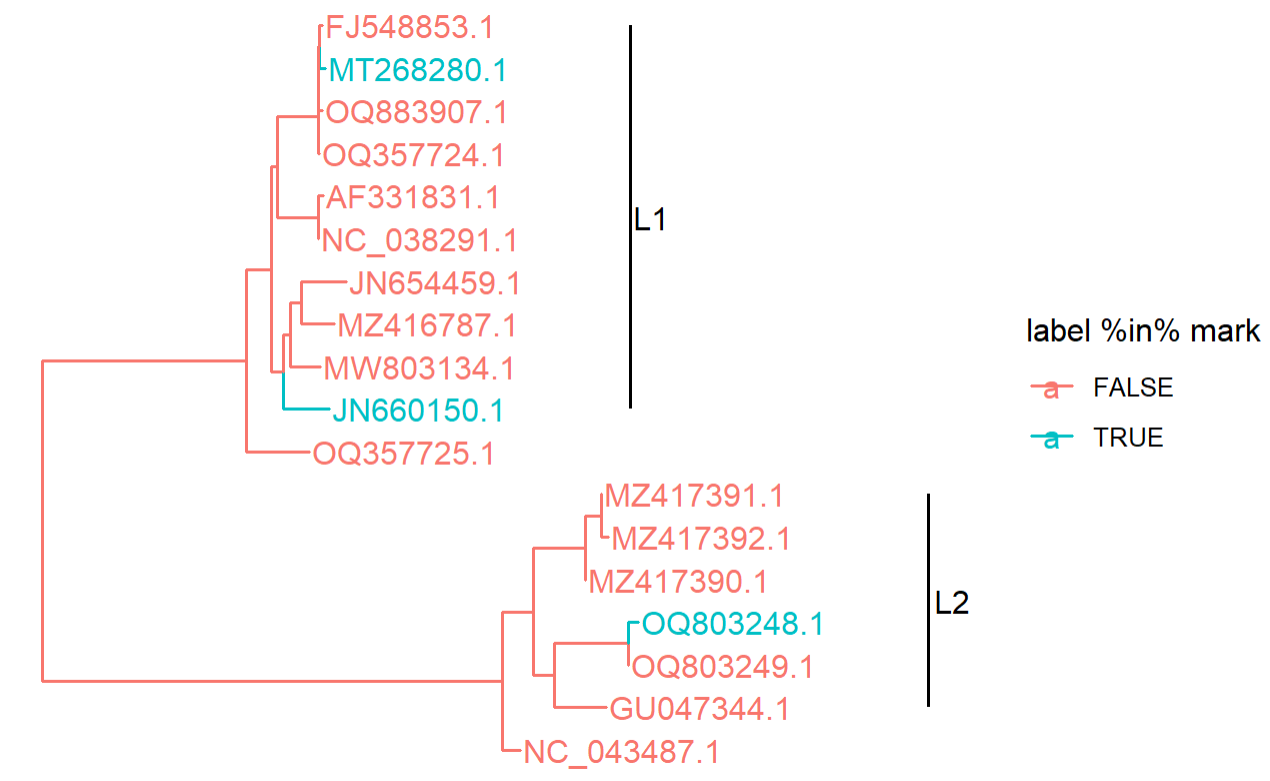 FJ548853.1
MT268280.1
OQ883907.1
OQ357724.1
AF331831.1
L1
NC_038291.1
JN654459.1
MZ416787.1
MW803134.1
JN660150.1
OQ357725.1
label %in% mark
a FALSE
a TRUE
MZ417391.1
MZ417392.1
MZ417390.1
L2
OQ803248.1
OQ803249.1
GU047344.1
NC_043487.1